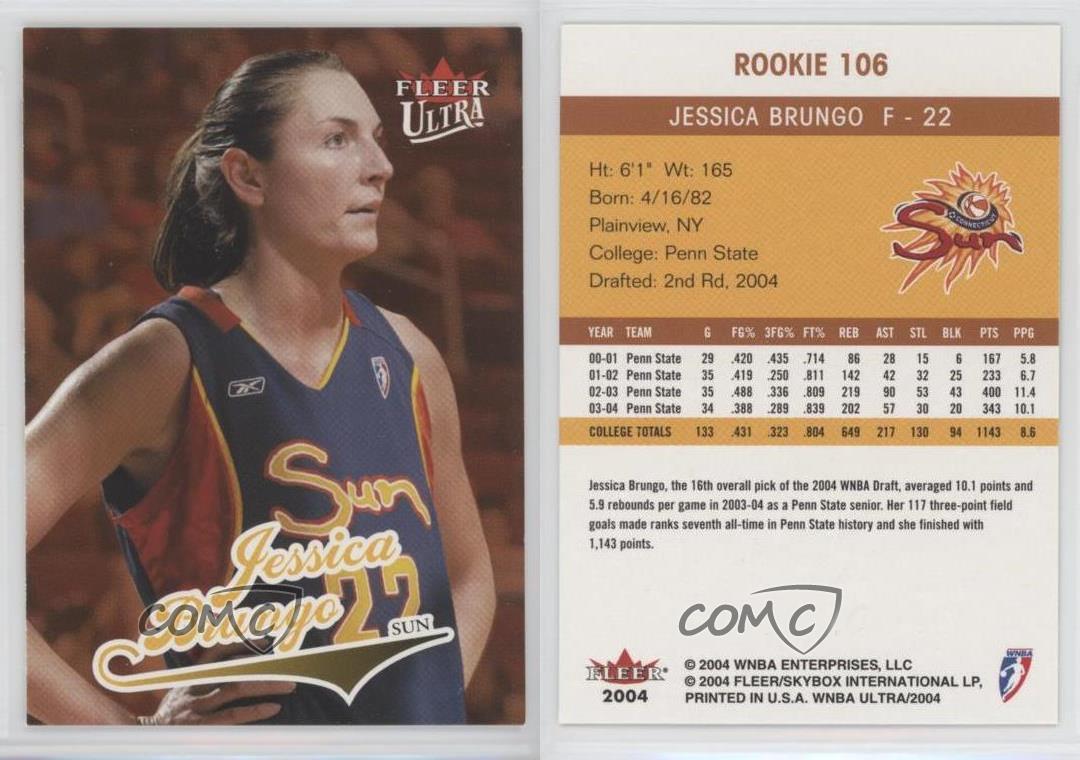 FLEER
ULTRA
Sun
22
Jessica
Brungo
SUN
COMC
ROOKIE 106
JESSICA BRUNGO F - 22
Ht: 6'1" Wt: 165
Born: 4/16/82
Plainview, NY
College: Penn State
Drafted: 2nd Rd, 2004
CONNECTICUT
Sun
YEAR TEAM G FG% 3FG% FT% REB AST STL BLK PTS PPG
00-01 Penn State 29 .420 .435 .714 86 28 15 6 167 5.8
01-02 Penn State 35 .419 .250 .811 142 42 32 25 233 6.7
02-03 Penn State 35 .488 .336 .809 219 90 53 43 400 11.4
03-04 Penn State 34 .388 .289 .839 202 57 30 20 343 10.1
COLLEGE TOTALS 133 .431 .323 .804 649 217 130 94 1143 8.6
Jessica Brungo, the 16th overall pick of the 2004 WNBA Draft, averaged 10.1 points and
5.9 rebounds per game in 2003-04 as a Penn State senior. Her 117 three-point field
goals made ranks seventh all-time in Penn State history and she finished with
1,143 points.
COMC
FLEER
2004
© 2004 WNBA ENTERPRISES, LLC
© 2004 FLEER/SKYBOX INTERNATIONAL LP,
PRINTED IN U.S.A. WNBA ULTRA/2004
WNBA